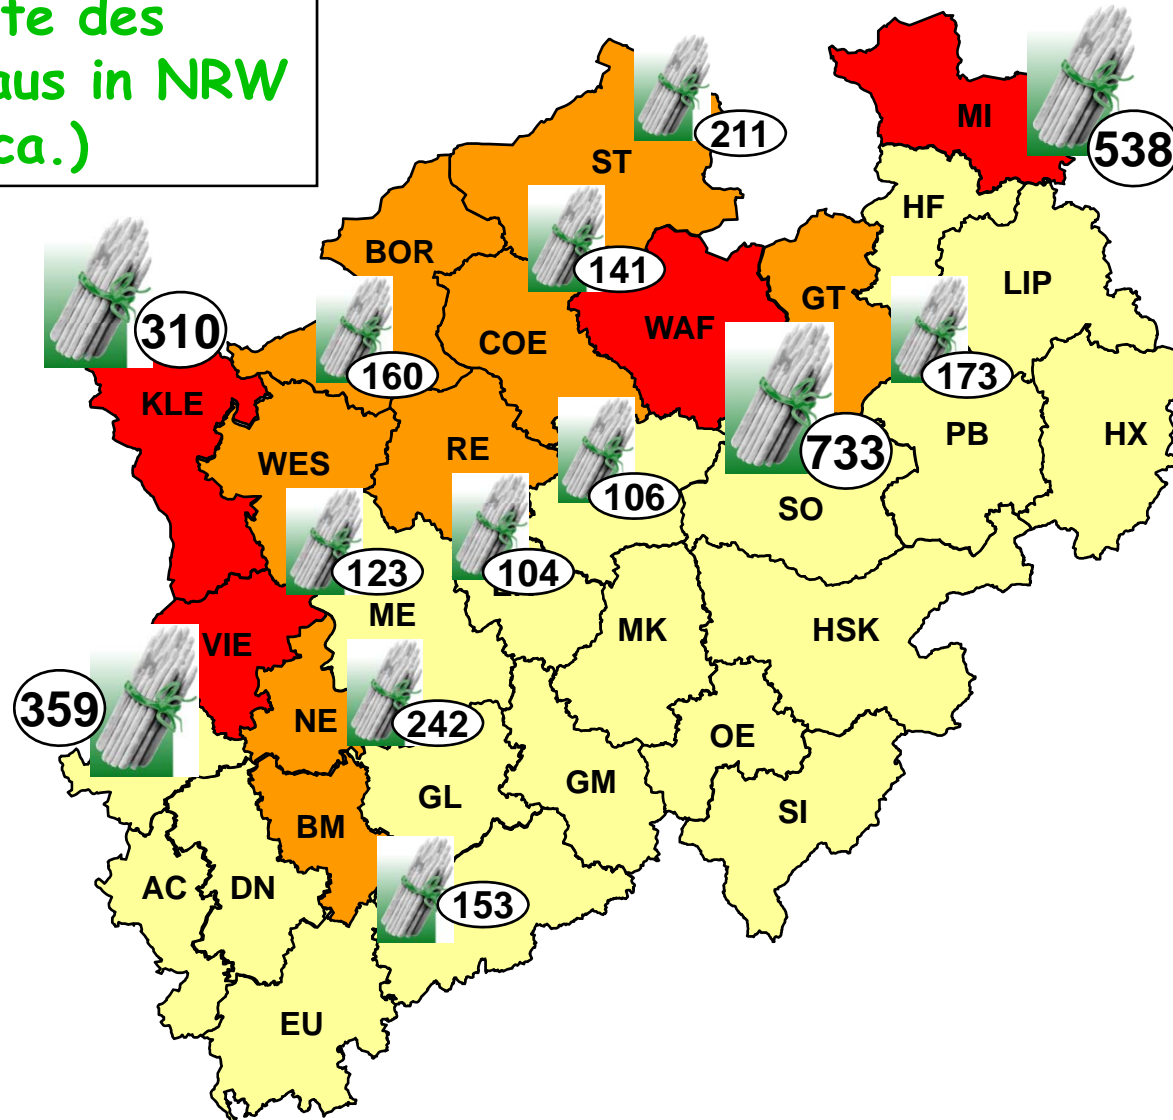 te des
aus in NRW
ca.)
MI
538
211
ST
HF
BOR
141
LIP
GT
310
WAF
COE
160
173
KLE
PB
HX
RE
733
WES
106
SO
123
104
ME
MK
HSK
VIE
359
NE
242
OE
GM
GL
SI
BM
AC
DN
153
EU